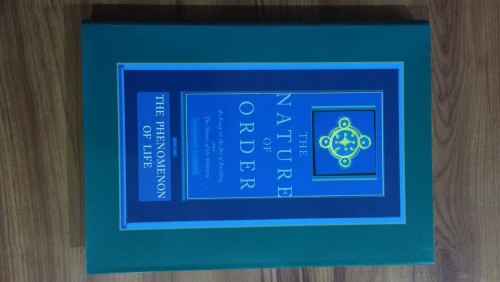 THE
NATURE
OF
ORDER
An Essay on the Art of Building
and
The Nature of the Universe
THE PHENOMENON
OF LIFE